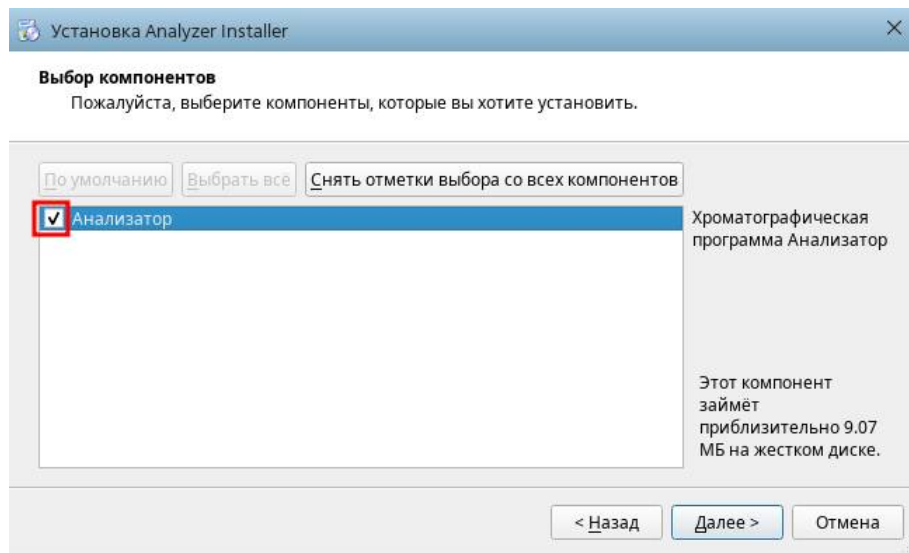 Установка Analyzer Installer
Выбор компонентов
Пожалуйста, выберите компоненты, которые вы хотите установить.
По умолчанию Выбрать всё Снять отметки выбора со всех компонентов
Анализатор
Хроматографическая
программа Анализатор
Этот компонент
займёт
приблизительно 9.07
МБ на жестком диске.
< Назад Далее > Отмена